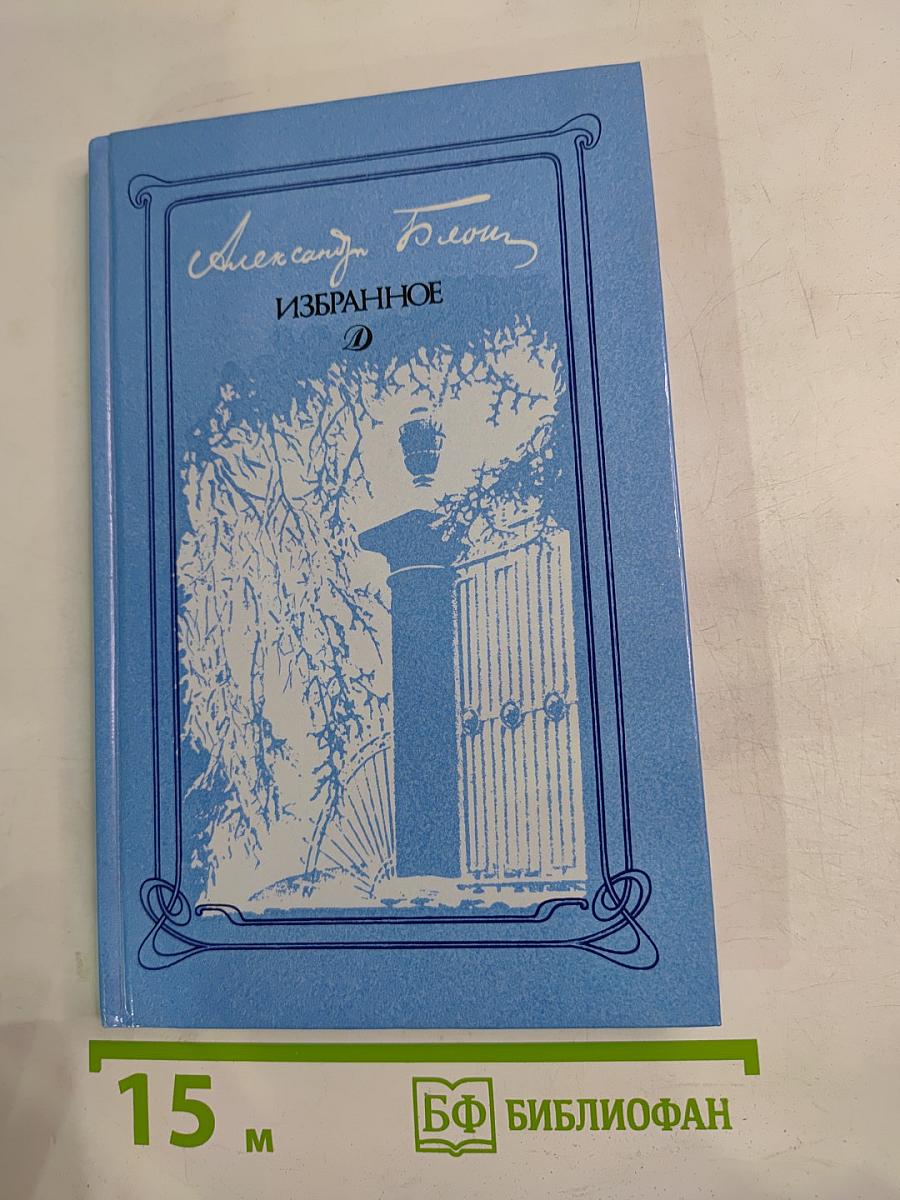 Александр Блок
ИЗБРАННОЕ
Д
15 м
БФ БИБЛИОФАН